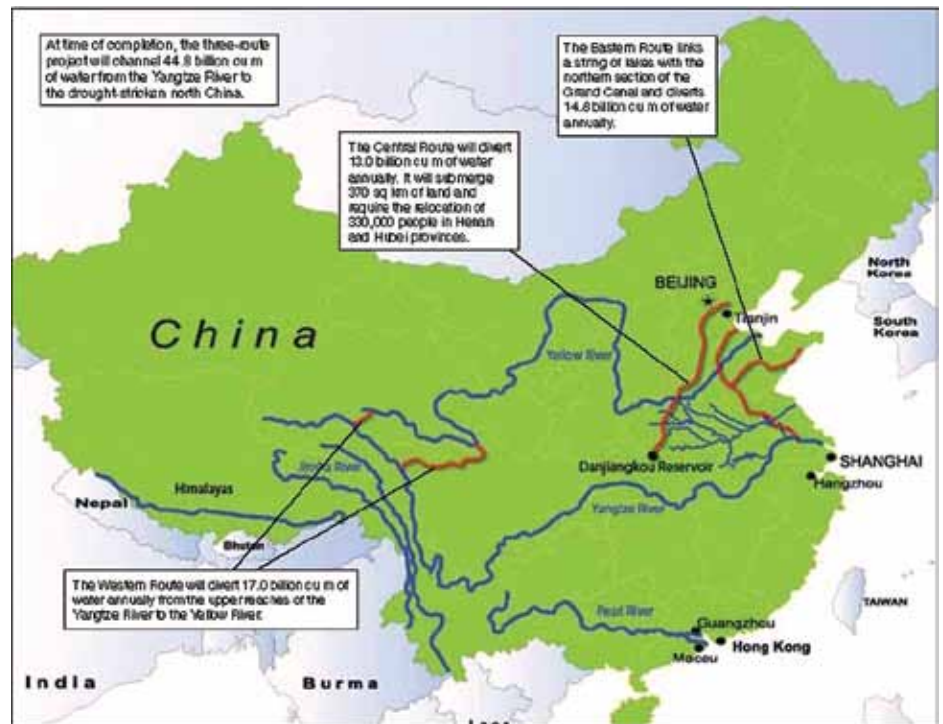 At time of completion, the three-route
project will channel 44.8 billion cu m
of water from the Yangtze River to
the drought-stricken north China.
The Eastern Route links
a string of lakes with the
northern section of the
Grand Canal and diverts
14.8 billion cu m of water
annually.
The Central Route will divert
13.0 billion cu m of water
annually. It will submerge
370 sq km of land and
require the relocation of
330,000 people in Henan
and Hubei provinces.
North
Korea
South
Korea
BEIJING
Tianjin
China
Yellow River
Jinsha River
Danjiangkou Reservoir
SHANGHAI
Hangzhou
Himalayas
Nepal
Yangtze River
Bhutan
The Western Route will divert 17.0 billion cu m of
water annually from the upper reaches of the
Yangtze River to the Yellow River.
TAIWAN
Pearl River
Guangzhou
Hong Kong
Macau
India
Burma
Laos